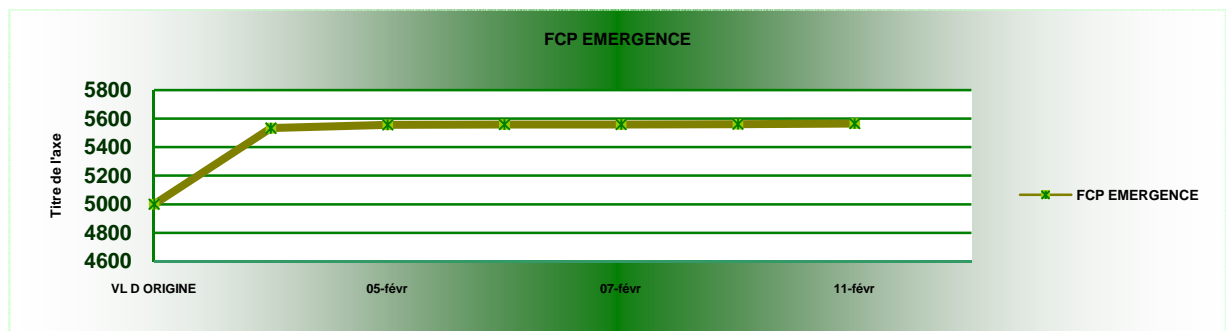 FCP EMERGENCE
Titre de l'axe
5800
5600
5400
5200
5000
4800
4600
VL D ORIGINE
05-févr
07-févr
11-févr
FCP EMERGENCE